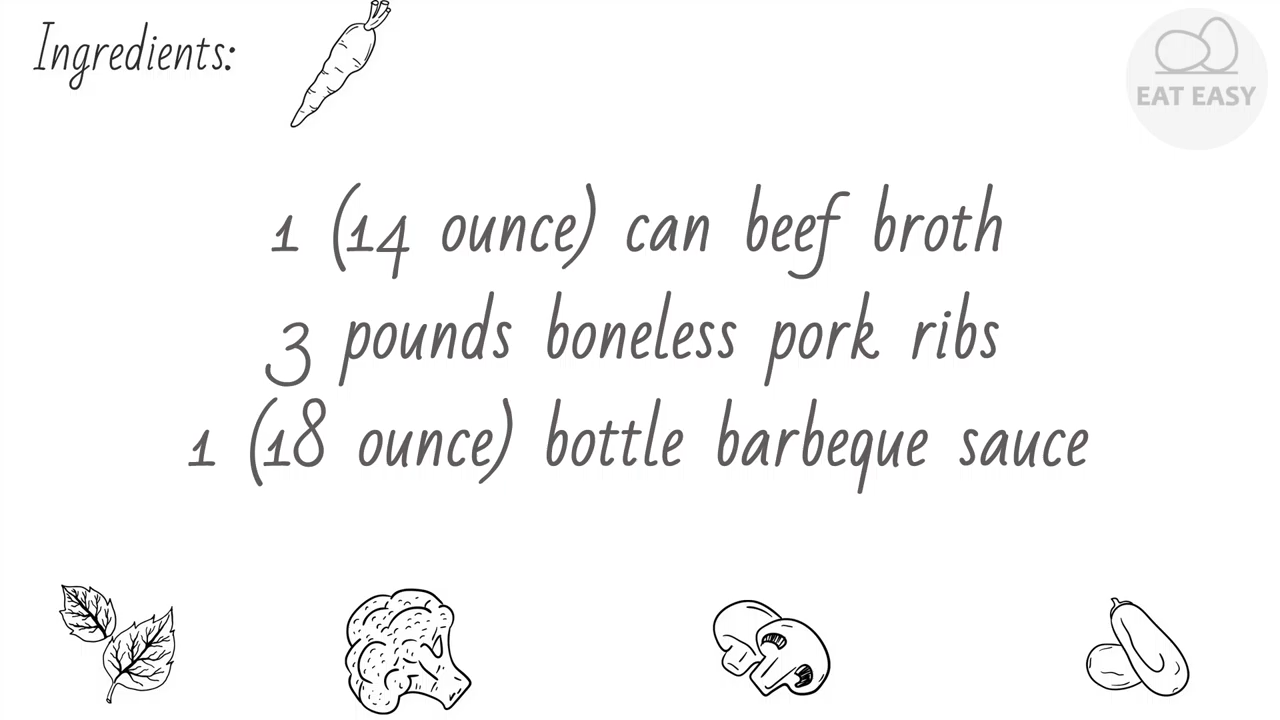 Ingredients:
EAT EASY
1 (14 ounce) can beef broth
3 pounds boneless pork ribs
1 (18 ounce) bottle barbeque sauce